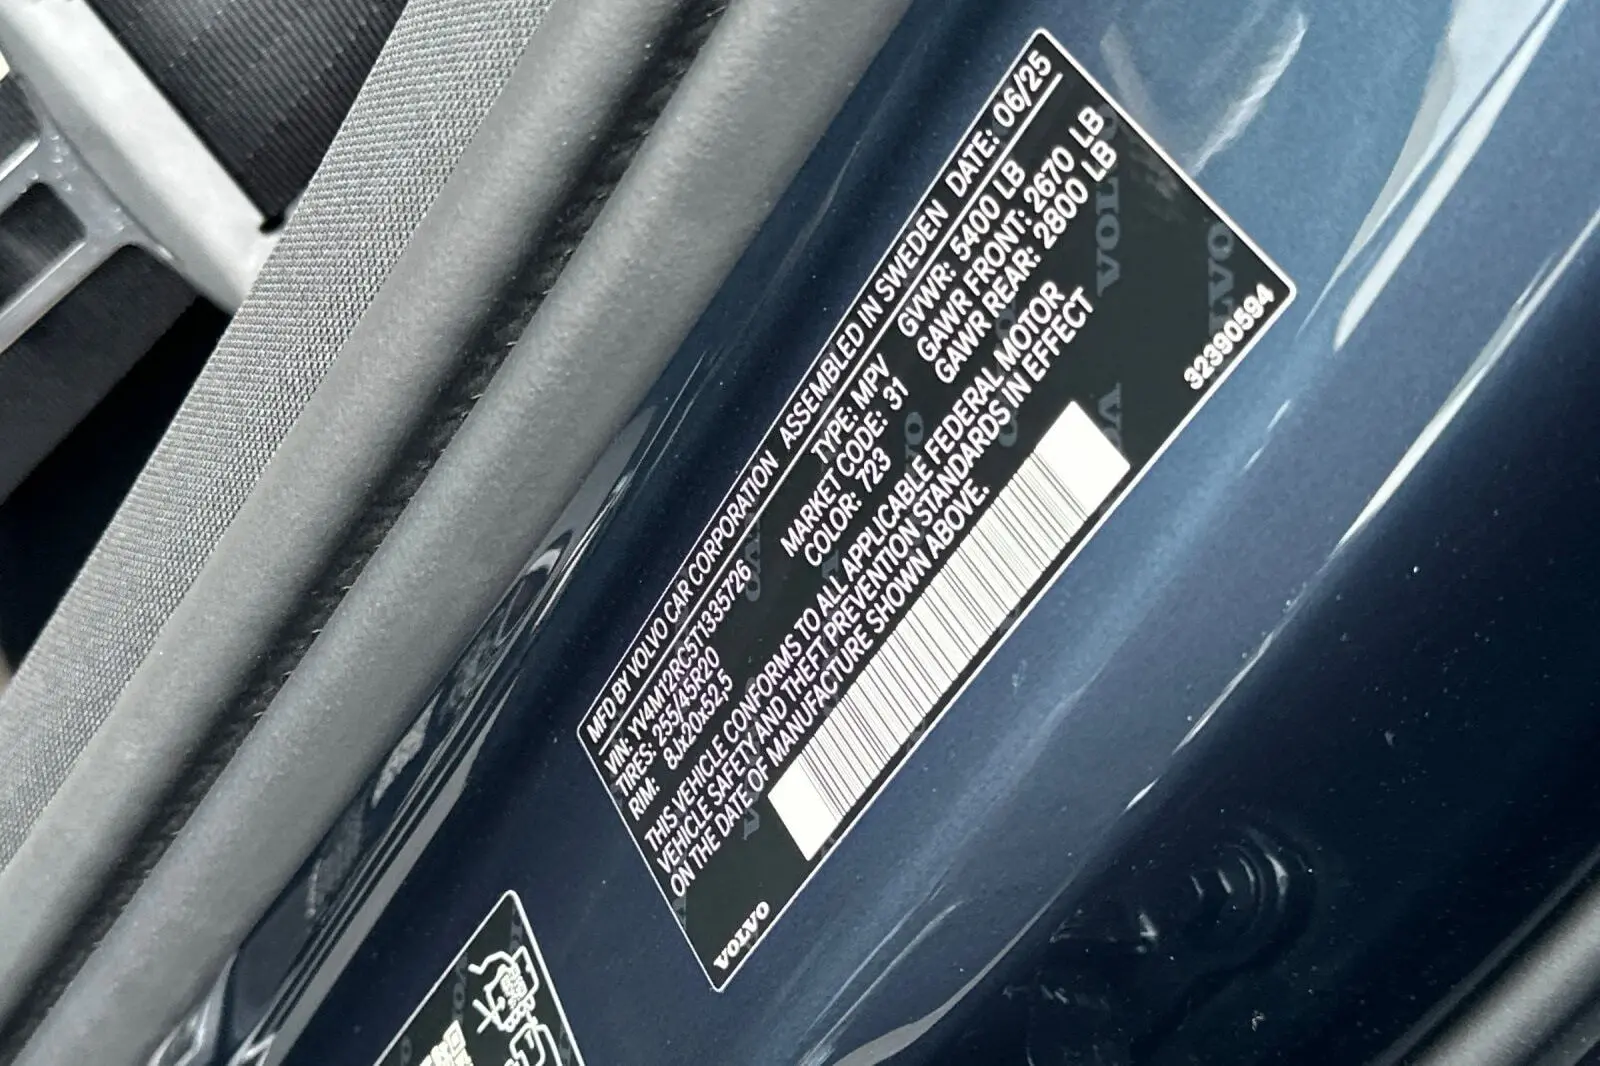 MFD BY VOLVO CAR CORPORATION ASSEMBLED IN SWEDEN DATE: 06/25
VIN: YV4M12RC5T1335726 TYPE: MPV GVWR: 5400 LB
TIRES: 255/45R20 MARKET CODE: 31 GAWR FRONT: 2670 LB
RIM: 8Jx20x52,5 COLOR: 723 GAWR REAR: 2800 LB
THIS VEHICLE CONFORMS TO ALL APPLICABLE FEDERAL MOTOR
VEHICLE SAFETY AND THEFT PREVENTION STANDARDS IN EFFECT
ON THE DATE OF MANUFACTURE SHOWN ABOVE.
VOLVO 32390594